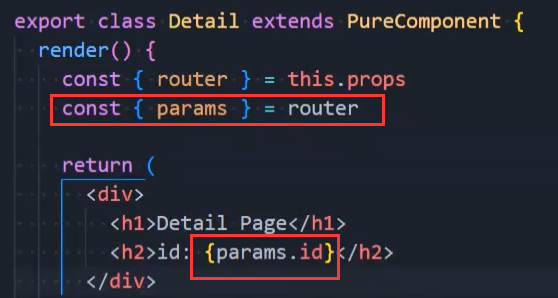 export class Detail extends PureComponent {
render() {
const { router } = this.props
const { params } = router
return (
<div>
<h1>Detail Page</h1>
<h2>id: {params.id}</h2>
</div>